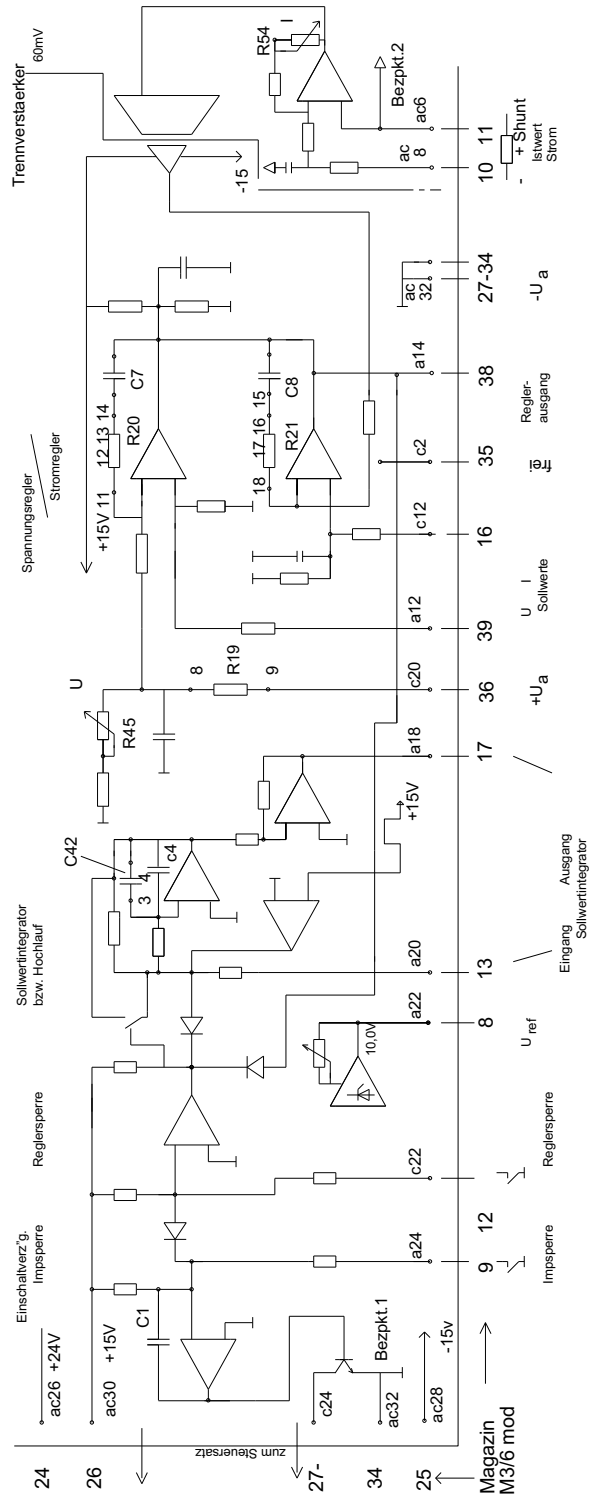 Trennverstaerker
60mV
Spannungsregler
Stromregler
Sollwertintegrator
bzw. Hochlauf
Reglersperre
Einschaltverz"g.
Impsperre
24
ac26 +24V
26
ac30 +15V
C1
zum Steuersatz
27-
c24
Bezpkt.1
34
ac32
25
ac28
-15v
Magazin
M3/6 mod
C42
3
4
c4
U
R45
8
R19
9
+15V 11
12 13 14
R20
C7
18
17 16
15
R21
C8
-15
R54
I
Bezpkt.2
10,0V
+15V
a24
c22
a22
a20
a18
c20
a12
c12
c2
a14
ac
32
ac
8
ac6
9
12
8
13
17
36
39
16
35
38
27-34
10
11
Impsperre
Reglersperre
U ref
Eingang
Ausgang
Sollwertintegrator
+Ua
U
I
Sollwerte
frei
Regler-
ausgang
-U a
- + Shunt
Istwert
Strom